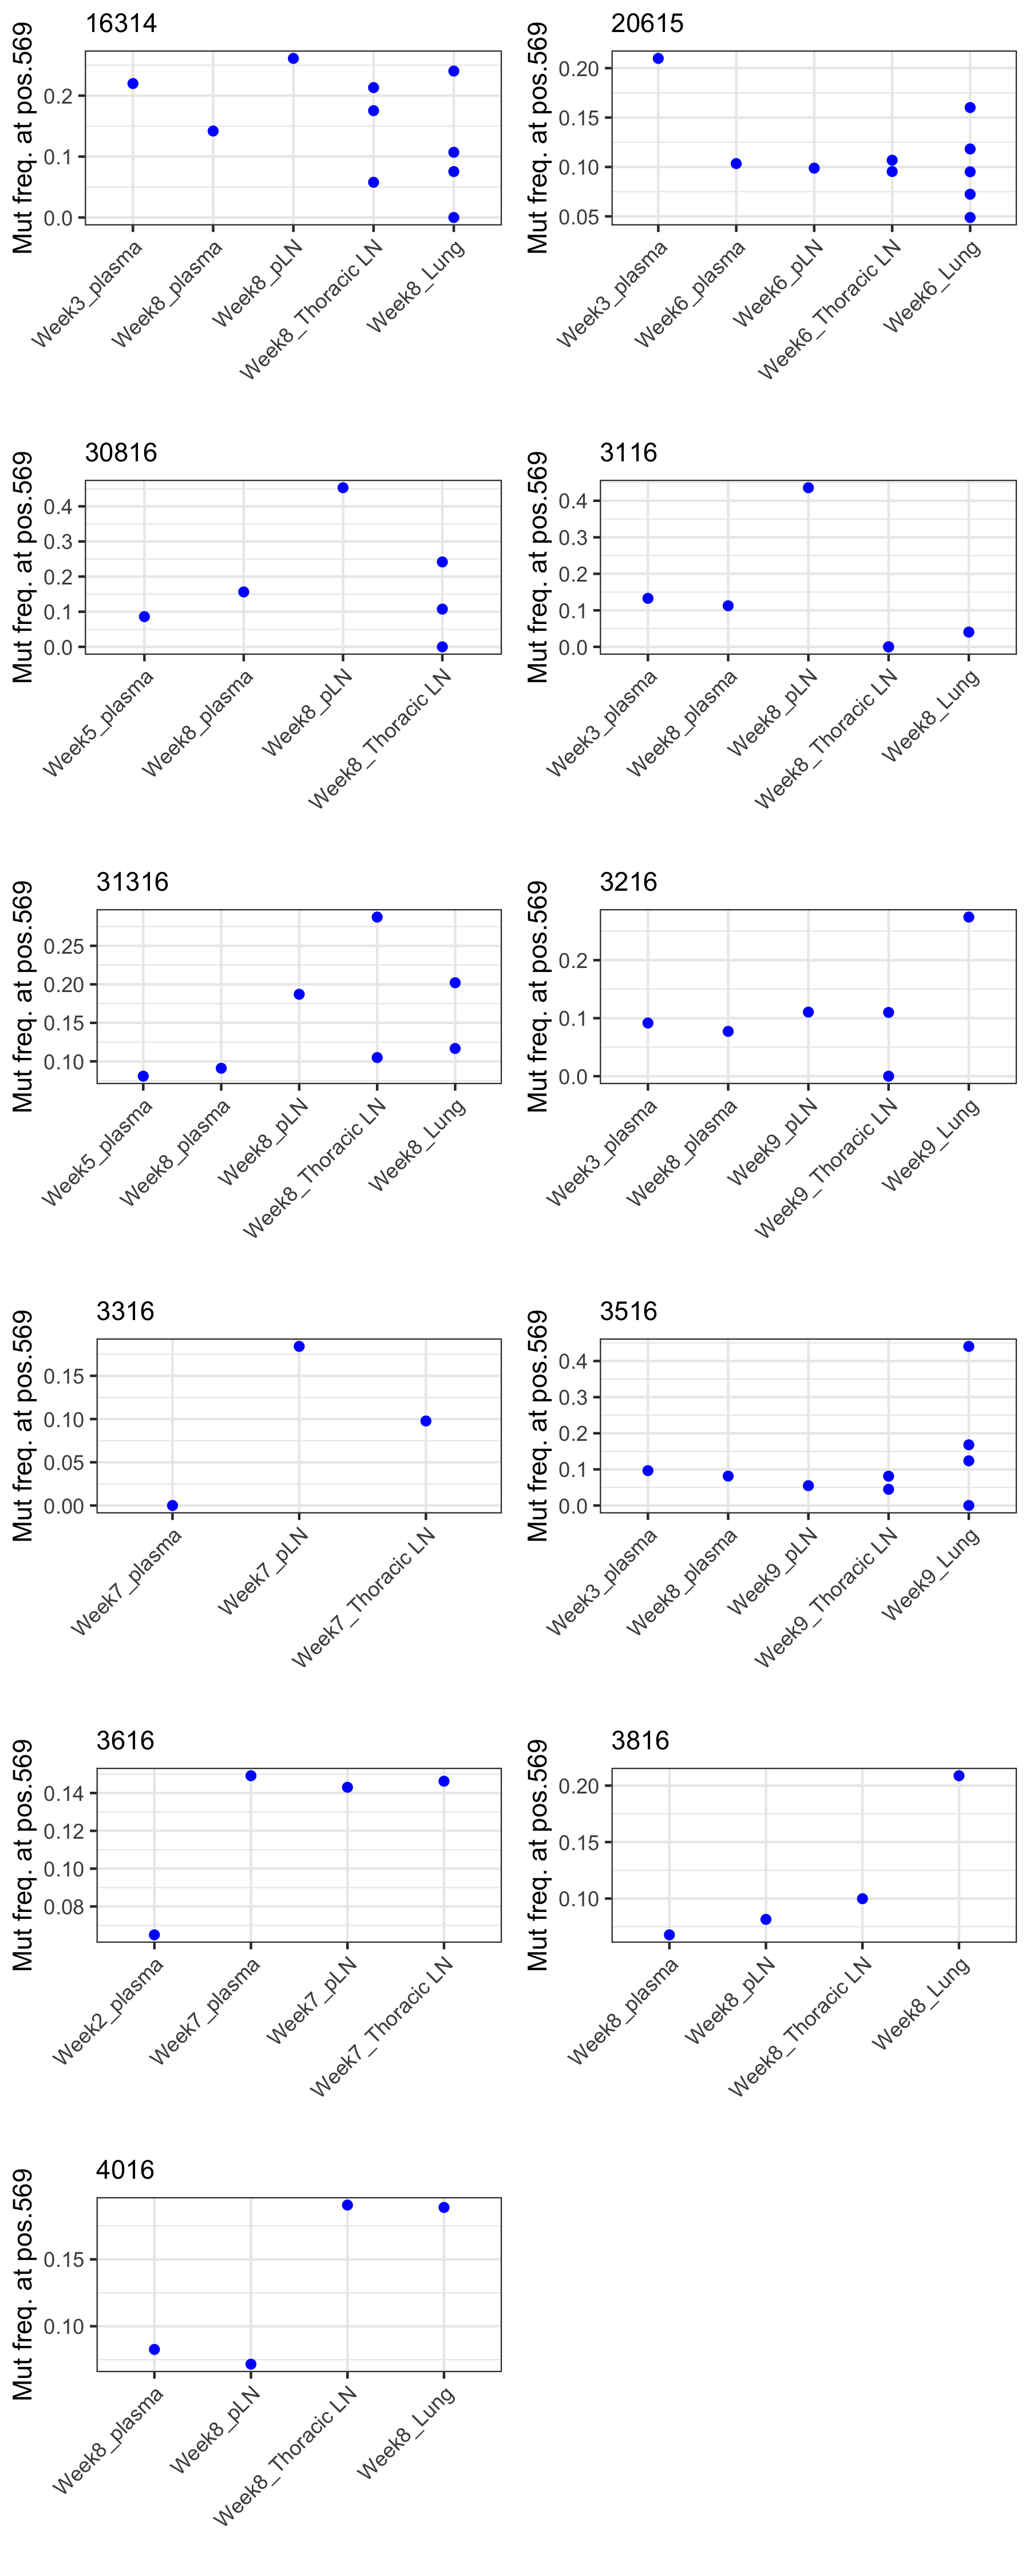 16314
Mut freq. at pos.569
0.2
0.1
0.0
Week3_plasma
Week8_plasma
Week8_pLN
Week8_Thoracic LN
Week8_Lung
20615
Mut freq. at pos.569
0.20
0.15
0.10
0.05
Week3_plasma
Week6_plasma
Week6_pLN
Week6_Thoracic LN
Week6_Lung
30816
Mut freq. at pos.569
0.4
0.3
0.2
0.1
0.0
Week5_plasma
Week8_plasma
Week8_pLN
Week8_Thoracic LN
3116
Mut freq. at pos.569
0.4
0.3
0.2
0.1
0.0
Week3_plasma
Week8_plasma
Week8_pLN
Week8_Thoracic LN
Week8_Lung
31316
Mut freq. at pos.569
0.25
0.20
0.15
0.10
Week5_plasma
Week8_plasma
Week8_pLN
Week8_Thoracic LN
Week8_Lung
3216
Mut freq. at pos.569
0.2
0.1
0.0
Week3_plasma
Week8_plasma
Week9_pLN
Week9_Thoracic LN
Week9_Lung
3316
Mut freq. at pos.569
0.15
0.10
0.05
0.00
Week7_plasma
Week7_pLN
Week7_Thoracic LN
3516
Mut freq. at pos.569
0.4
0.3
0.2
0.1
0.0
Week3_plasma
Week8_plasma
Week9_pLN
Week9_Thoracic LN
Week9_Lung
3616
Mut freq. at pos.569
0.14
0.12
0.10
0.08
Week2_plasma
Week7_plasma
Week7_pLN
Week7_Thoracic LN
3816
Mut freq. at pos.569
0.20
0.15
0.10
Week8_plasma
Week8_pLN
Week8_Thoracic LN
Week8_Lung
4016
Mut freq. at pos.569
0.15
0.10
Week8_plasma
Week8_pLN
Week8_Thoracic LN
Week8_Lung